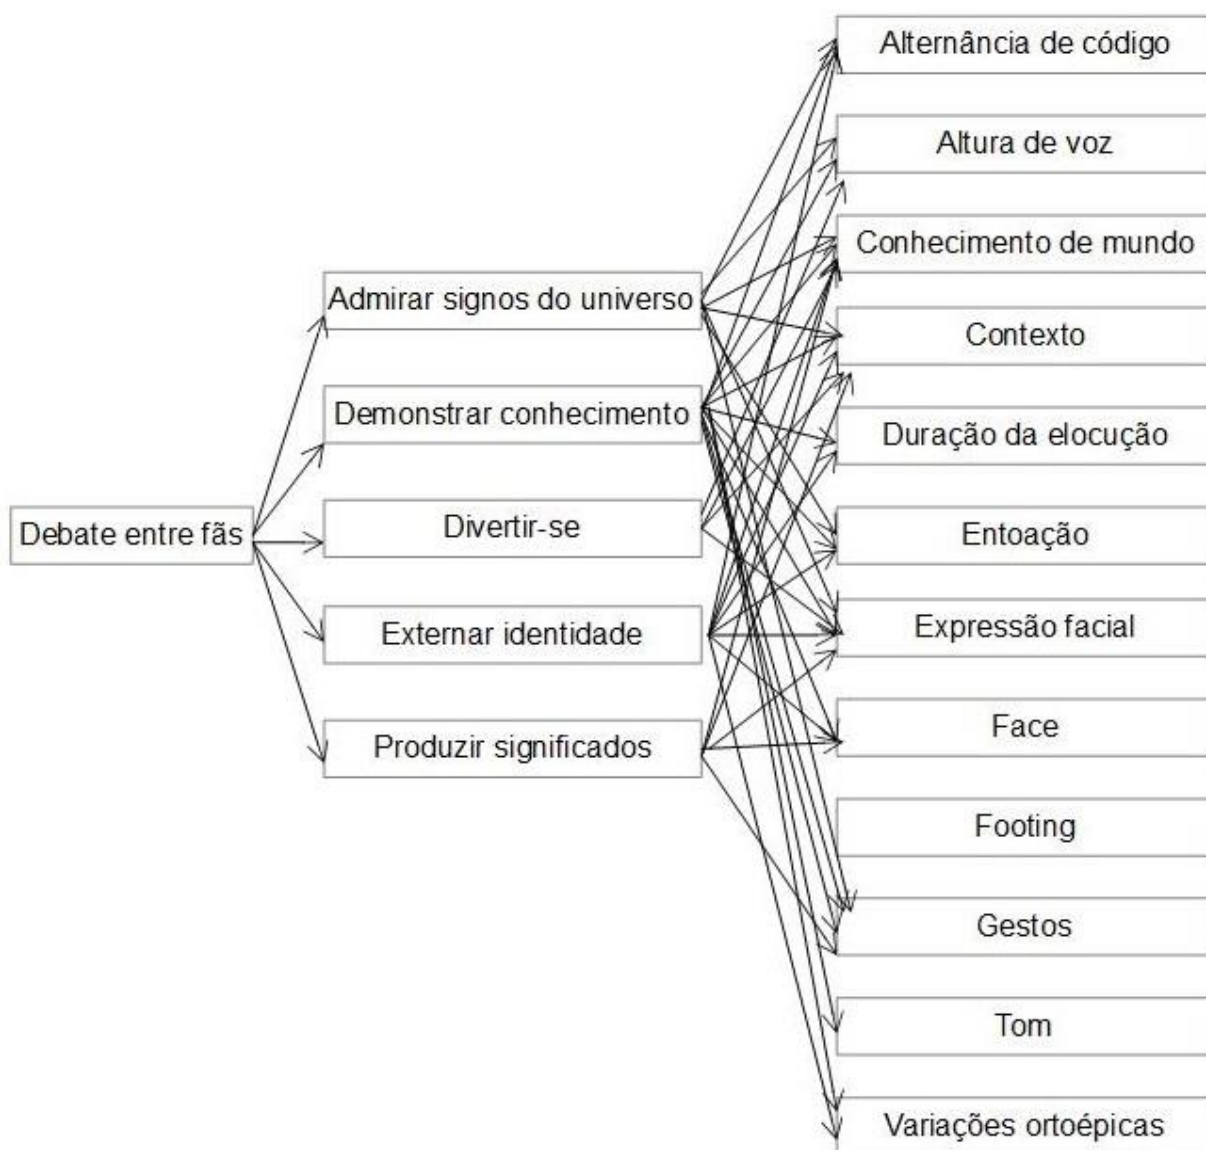 Debate entre fãs
Admirar signos do universo
Demonstrar conhecimento
Divertir-se
Externar identidade
Produzir significados
Alternância de código
Altura de voz
Conhecimento de mundo
Contexto
Duração da elocução
Entoação
Expressão facial
Face
Footing
Gestos
Tom
Variações ortoépicas